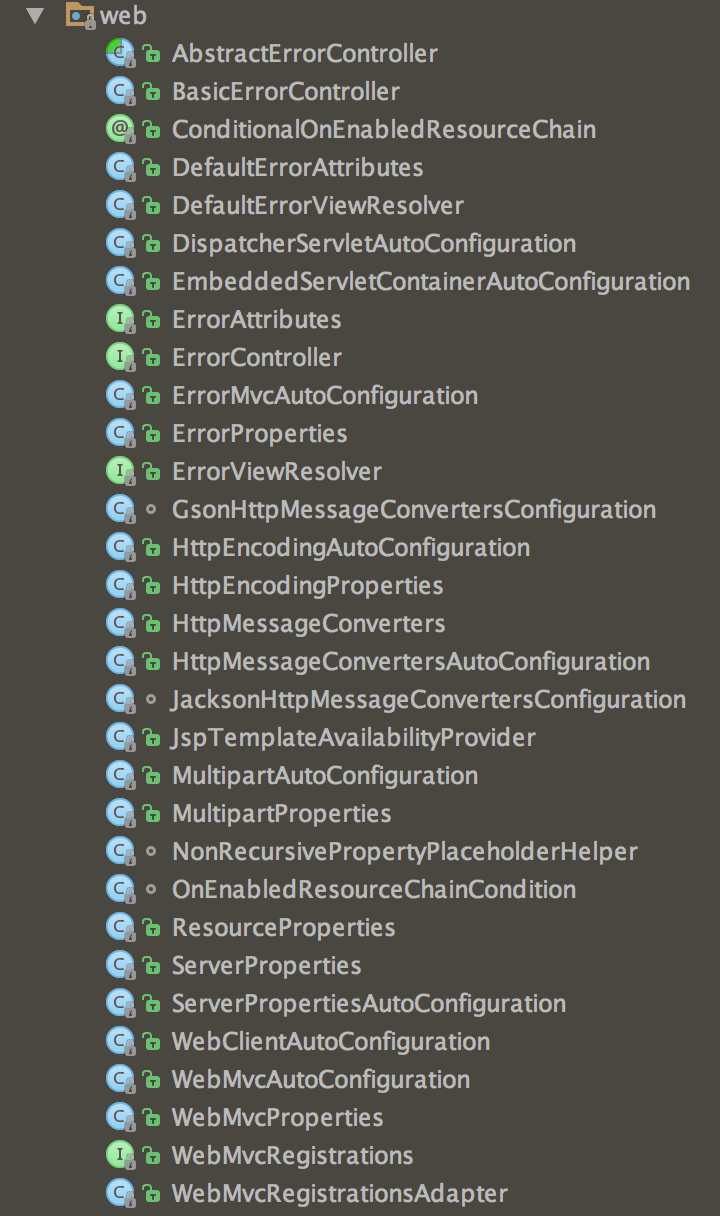 web
AbstractErrorController
BasicErrorController
ConditionalOnEnabledResourceChain
DefaultErrorAttributes
DefaultErrorViewResolver
DispatcherServletAutoConfiguration
EmbeddedServletContainerAutoConfiguration
ErrorAttributes
ErrorController
ErrorMvcAutoConfiguration
ErrorProperties
ErrorViewResolver
GsonHttpMessageConvertersConfiguration
HttpEncodingAutoConfiguration
HttpEncodingProperties
HttpMessageConverters
HttpMessageConvertersAutoConfiguration
JacksonHttpMessageConvertersConfiguration
JspTemplateAvailabilityProvider
MultipartAutoConfiguration
MultipartProperties
NonRecursivePropertyPlaceholderHelper
OnEnabledResourceChainCondition
ResourceProperties
ServerProperties
ServerPropertiesAutoConfiguration
WebClientAutoConfiguration
WebMvcAutoConfiguration
WebMvcProperties
WebMvcRegistrations
WebMvcRegistrationsAdapter